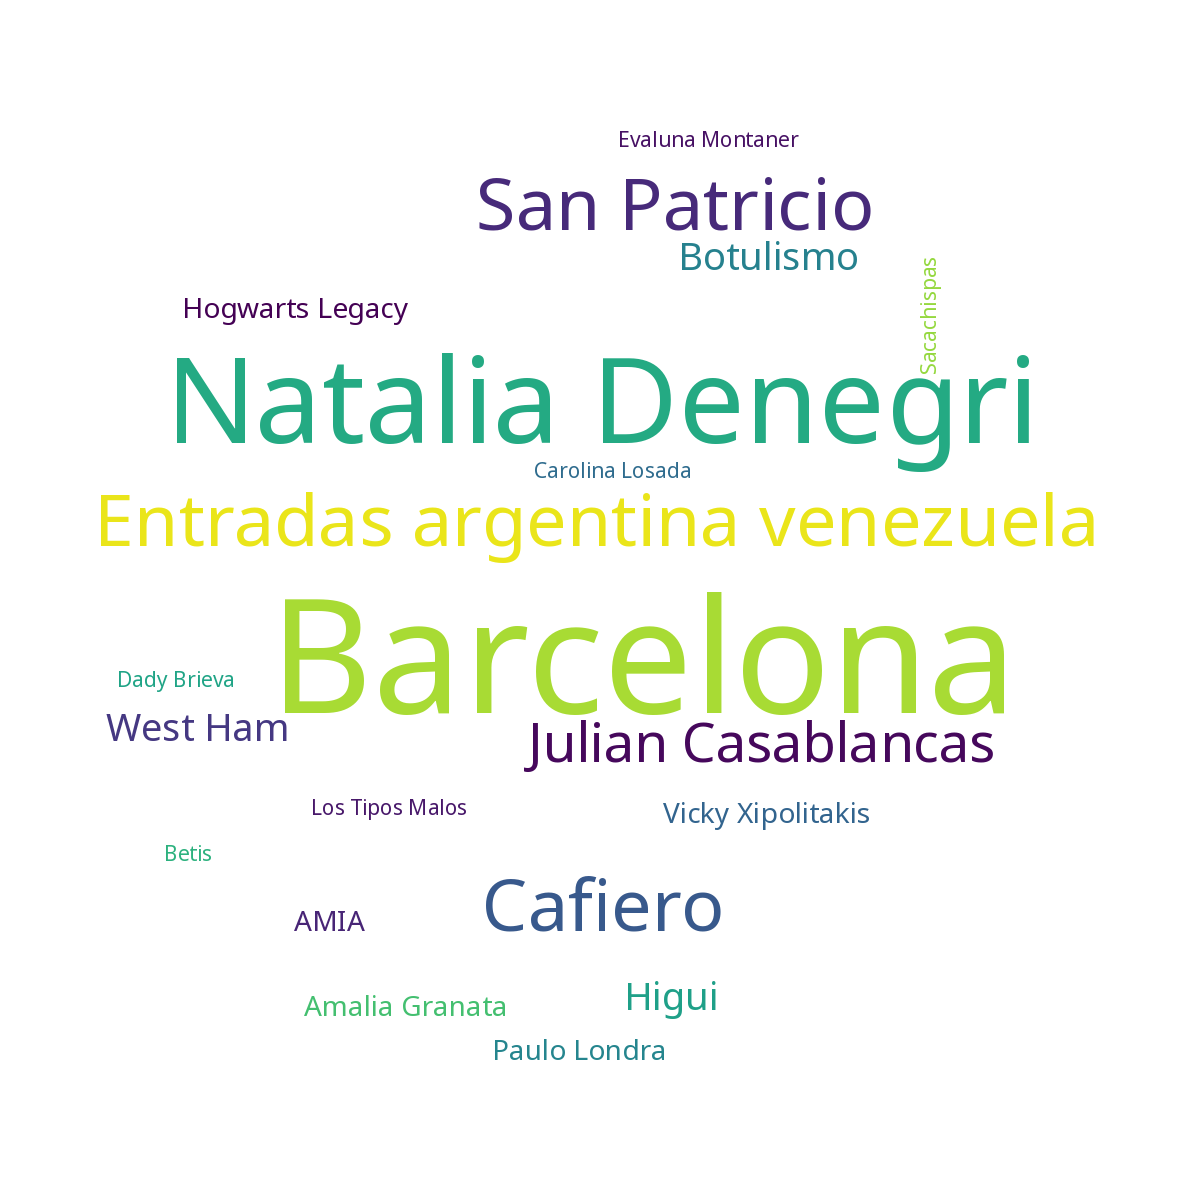 Evaluna Montaner
San Patricio
Botulismo
Sacachispas
Hogwarts Legacy
Natalia Denegri
Carolina Losada
Entradas argentina venezuela
Barcelona
Dady Brieva
West Ham
Julian Casablancas
Los Tipos Malos
Vicky Xipolitakis
Betis
Cafiero
AMIA
Higui
Amalia Granata
Paulo Londra